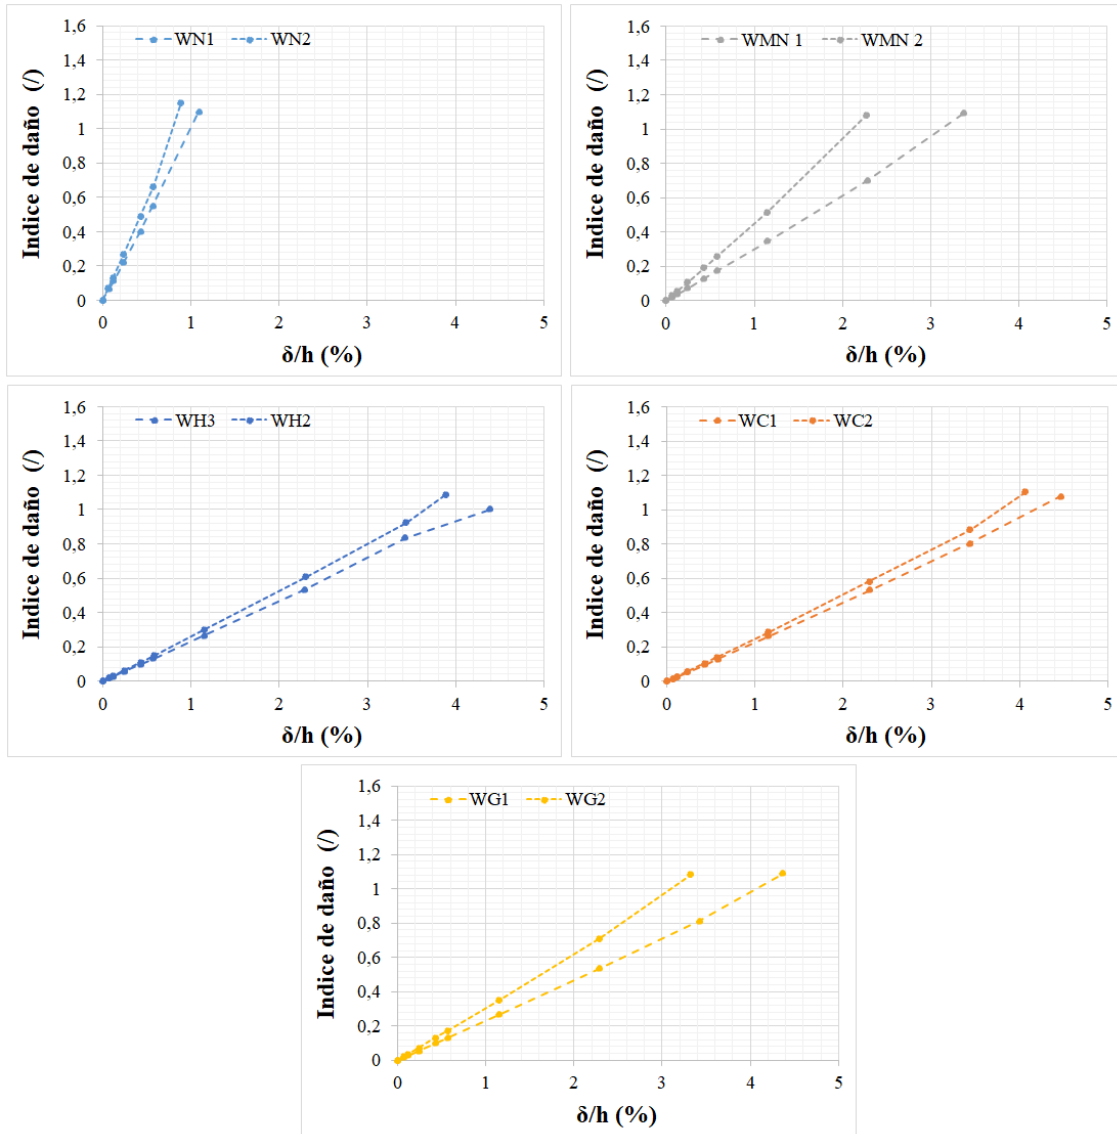 WN1 WN2
Indice de daño (/)
1,6
1,4
1,2
1
0,8
0,6
0,4
0,2
0
0 1 2 3 4 5
δ/h (%)
WMN 1 WMN 2
Indice de daño (/)
1,6
1,4
1,2
1
0,8
0,6
0,4
0,2
0
0 1 2 3 4 5
δ/h (%)
WH3 WH2
Indice de daño (/)
1,6
1,4
1,2
1
0,8
0,6
0,4
0,2
0
0 1 2 3 4 5
δ/h (%)
WC1 WC2
Indice de daño (/)
1,6
1,4
1,2
1
0,8
0,6
0,4
0,2
0
0 1 2 3 4 5
δ/h (%)
WG1 WG2
Indice de daño (/)
1,6
1,4
1,2
1
0,8
0,6
0,4
0,2
0
0 1 2 3 4 5
δ/h (%)